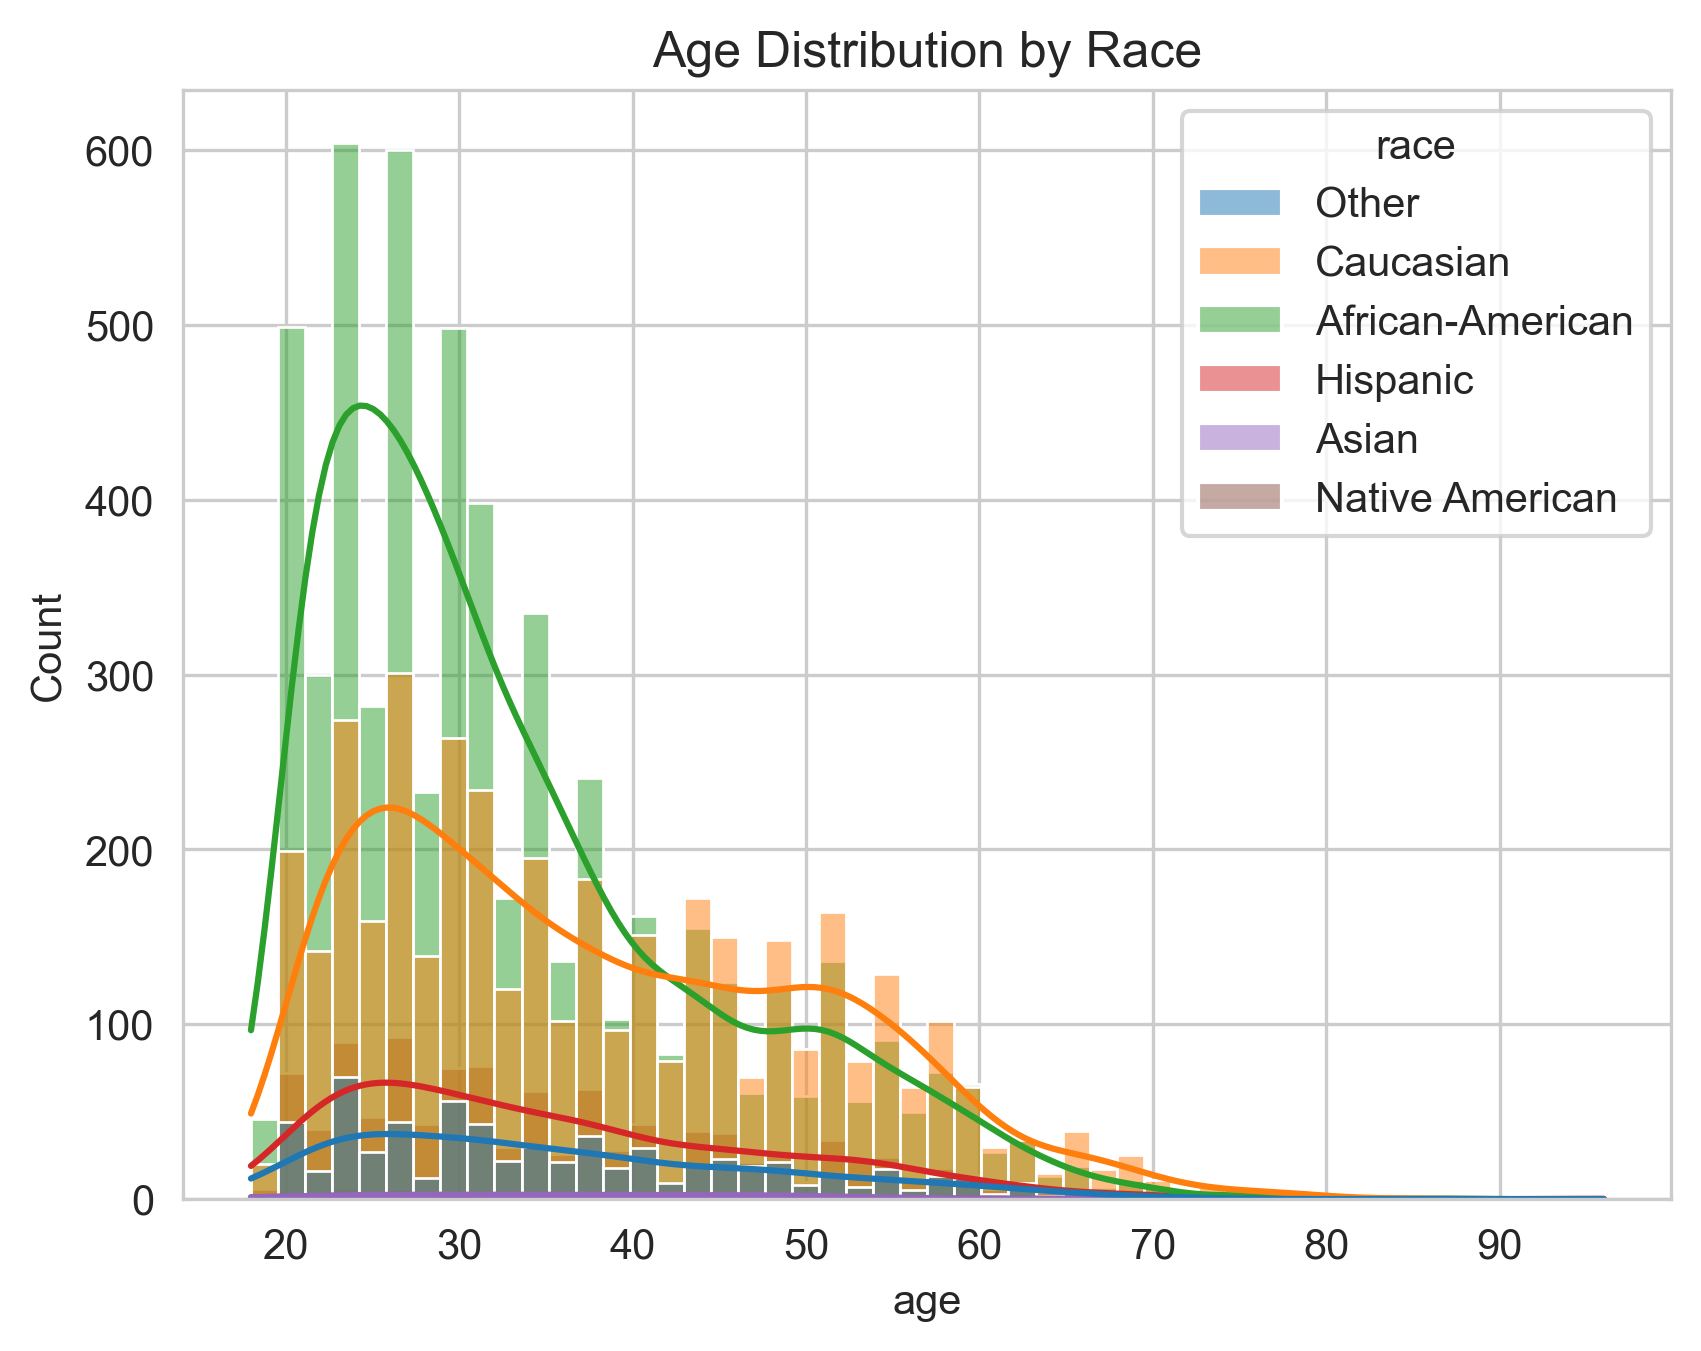 Age Distribution by Race
race
Other
Caucasian
African-American
Hispanic
Asian
Native American
Count
600
500
400
300
200
100
0
20 30 40 50 60 70 80 90
age